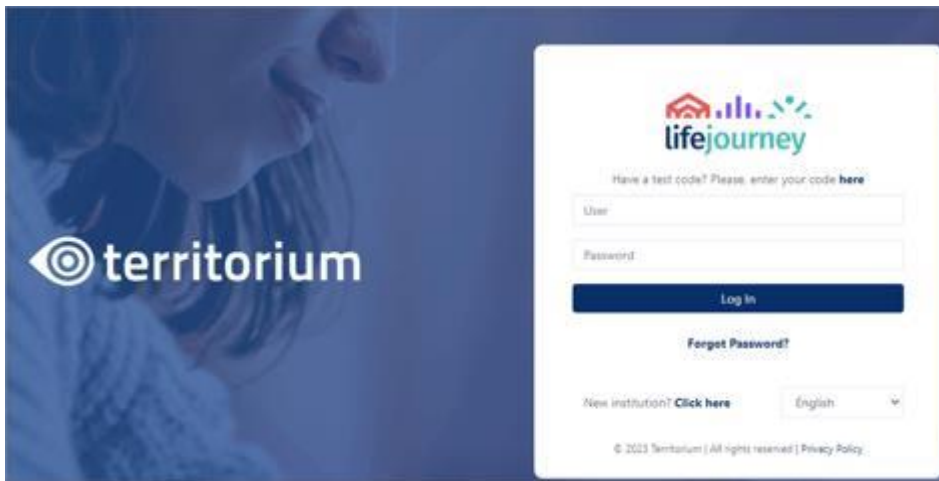 territorium
lifejourney
Have a test code? Please, enter your code here
User
Password
Log In
Forgot Password?
New institution? Click here
English
© 2023 Territorium | All rights reserved | Privacy Policy